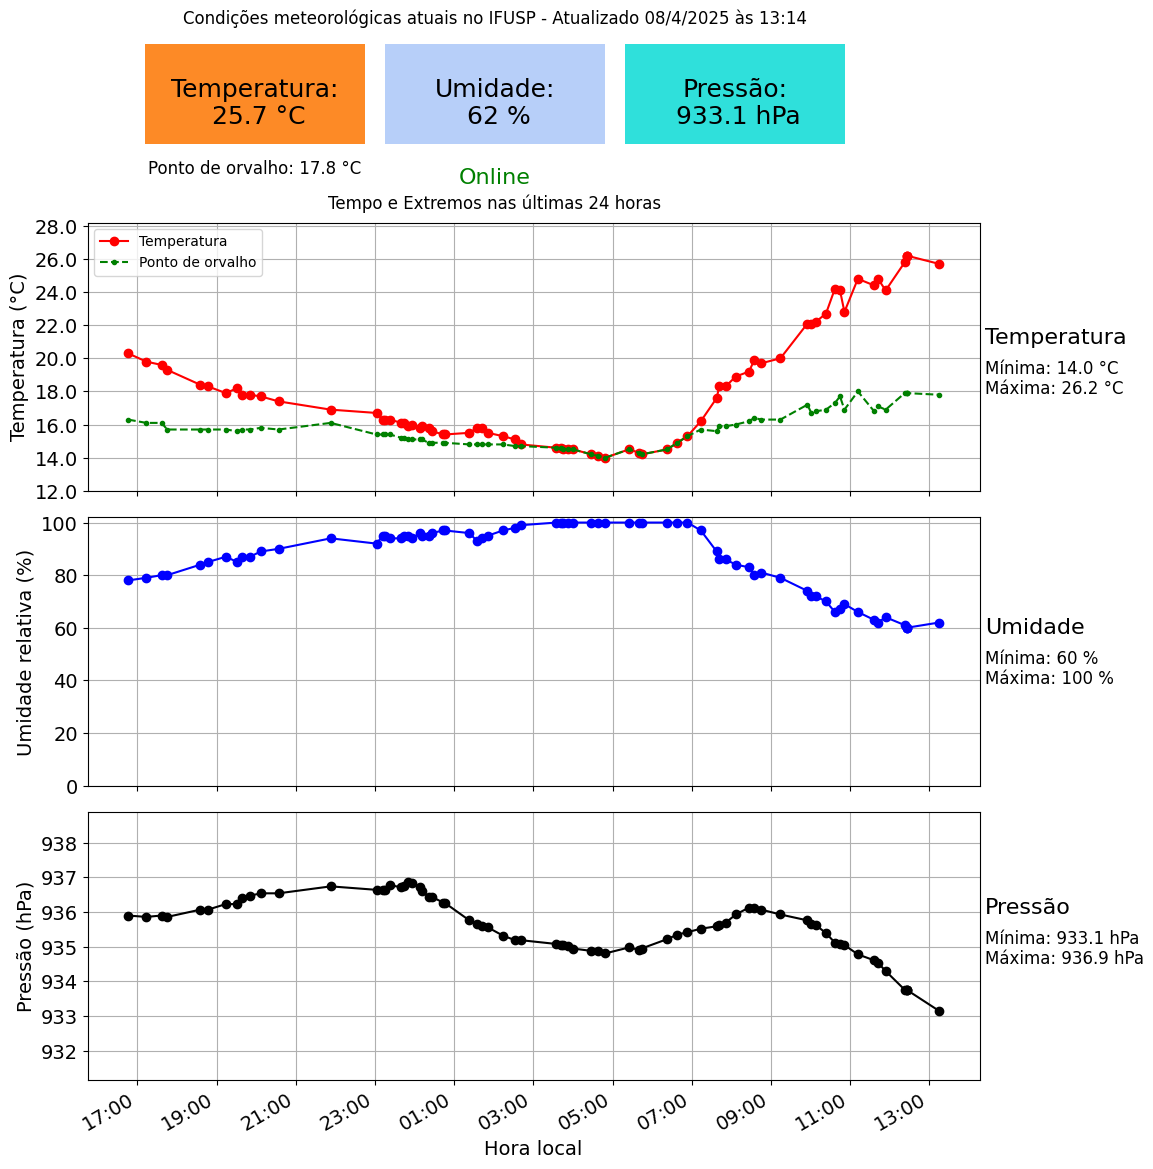 Condições meteorológicas atuais no IFUSP - Atualizado 08/4/2025 às 13:14
Temperatura:
25.7 °C
Umidade:
62 %
Pressão:
933.1 hPa
Ponto de orvalho: 17.8 °C
Online
Tempo e Extremos nas últimas 24 horas
Temperatura (°C)
28.0
26.0
24.0
22.0
20.0
18.0
16.0
14.0
12.0
Temperatura
Ponto de orvalho
Temperatura
Mínima: 14.0 °C
Máxima: 26.2 °C
Umidade relativa (%)
100
80
60
40
20
0
Umidade
Mínima: 60 %
Máxima: 100 %
Pressão (hPa)
938
937
936
935
934
933
932
Pressão
Mínima: 933.1 hPa
Máxima: 936.9 hPa
17:00
19:00
21:00
23:00
01:00
03:00
05:00
07:00
09:00
11:00
13:00
Hora local